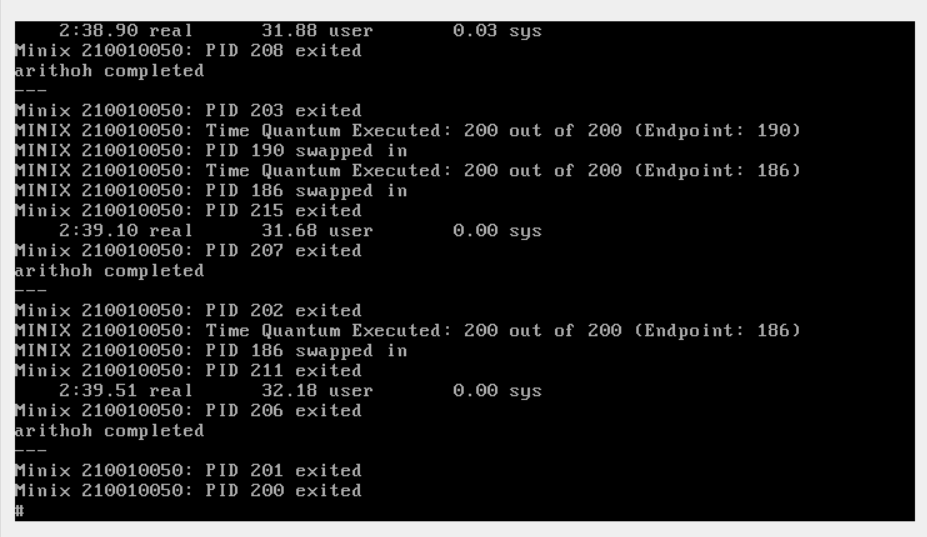 2:38.90 real 31.88 user 0.03 sys
Minix 210010050: PID 208 exited
arithoh completed
---
Minix 210010050: PID 203 exited
MINIX 210010050: Time Quantum Executed: 200 out of 200 (Endpoint: 190)
MINIX 210010050: PID 190 swapped in
MINIX 210010050: Time Quantum Executed: 200 out of 200 (Endpoint: 186)
MINIX 210010050: PID 186 swapped in
Minix 210010050: PID 215 exited
2:39.10 real 31.68 user 0.00 sys
Minix 210010050: PID 207 exited
arithoh completed
---
Minix 210010050: PID 202 exited
MINIX 210010050: Time Quantum Executed: 200 out of 200 (Endpoint: 186)
MINIX 210010050: PID 186 swapped in
Minix 210010050: PID 211 exited
2:39.51 real 32.18 user 0.00 sys
Minix 210010050: PID 206 exited
arithoh completed
---
Minix 210010050: PID 201 exited
Minix 210010050: PID 200 exited
#